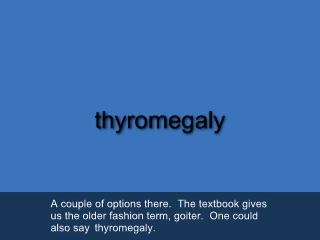 thyromegaly
A couple of options there.  The textbook gives
us the older fashion term, goiter.  One could
also say  thyromegaly.